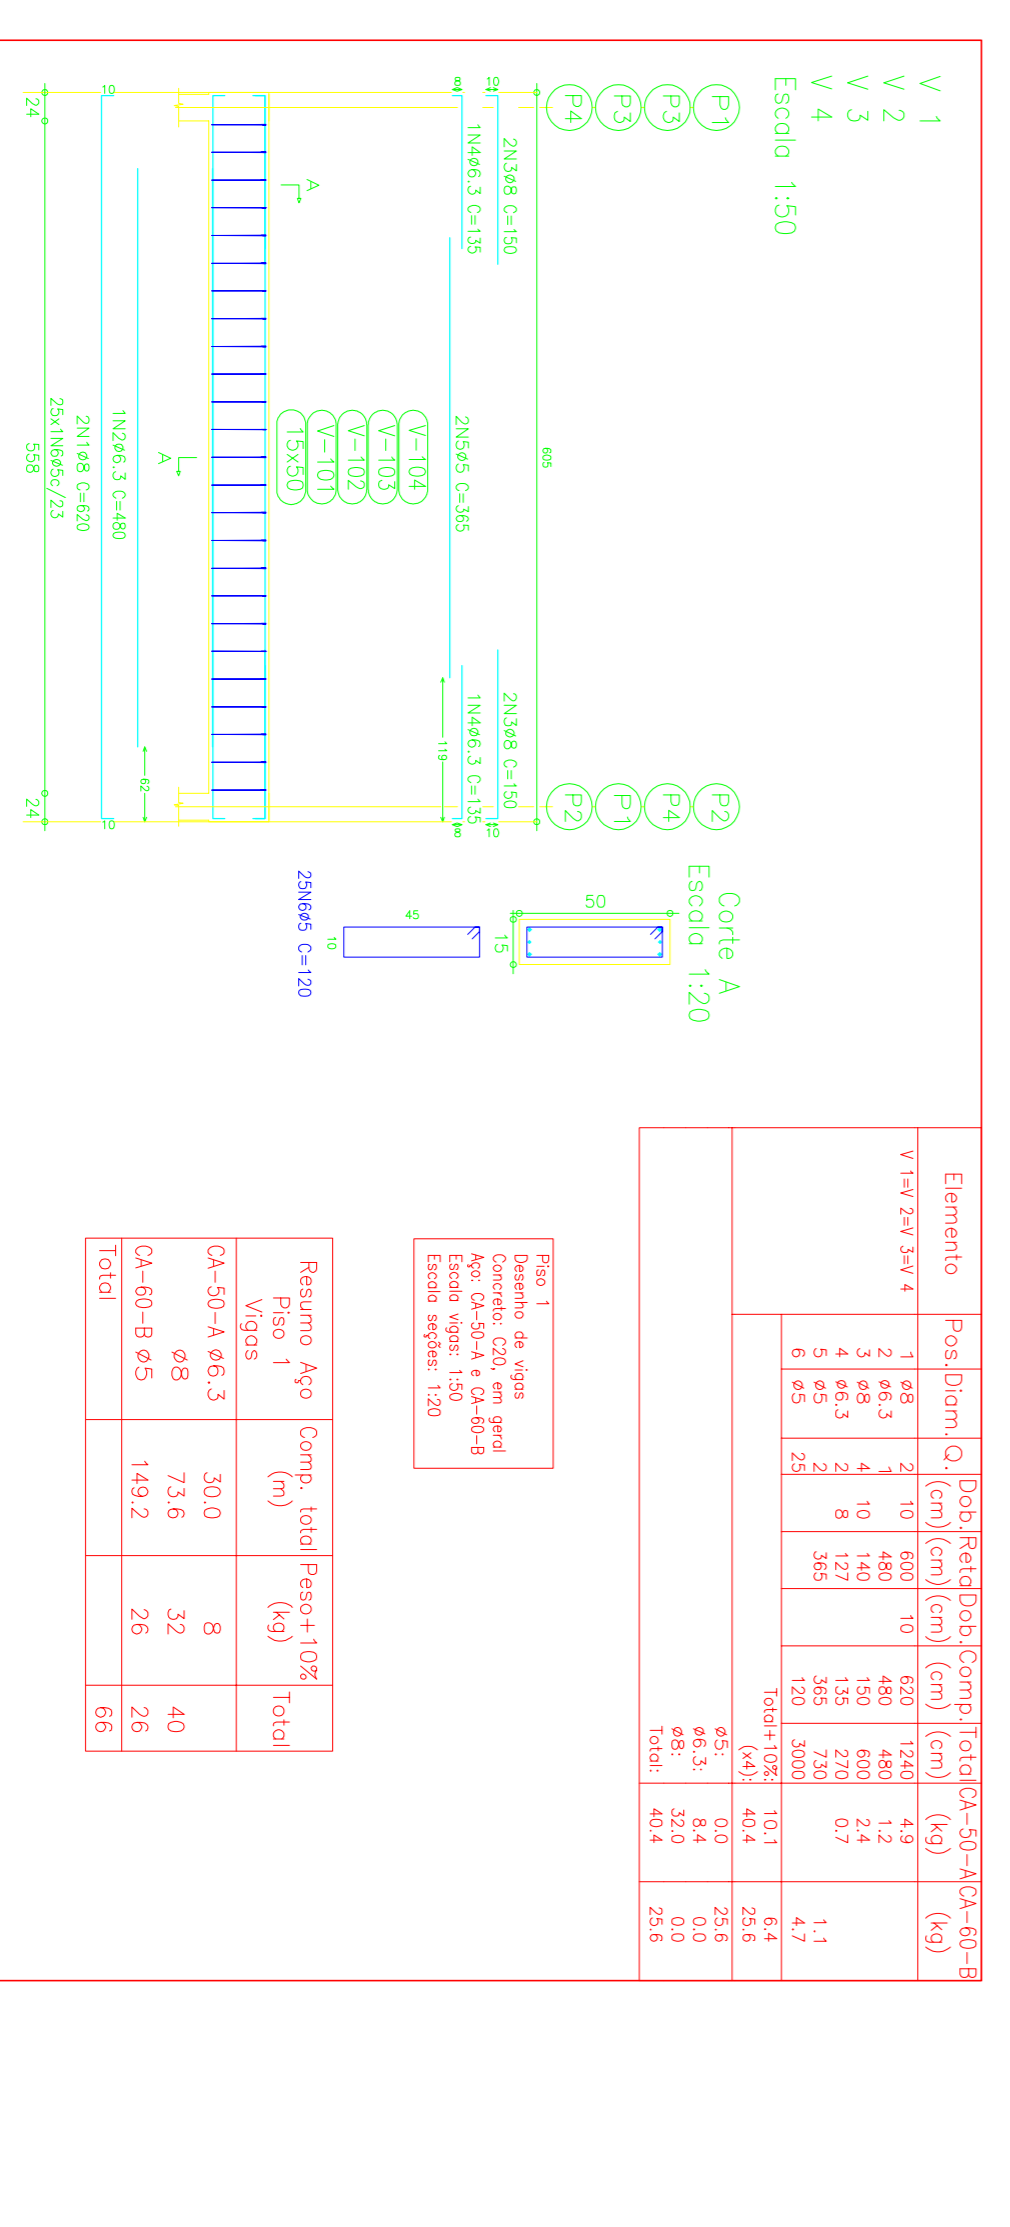 V 1
V 2
V 3
V 4
Escala 1:50
P1
P3
P3
P4
P2
P4
P1
P2
605
10
2N3ø8 C=150
2N3ø8 C=150
10
8
1N4ø6.3 C=135
1N4ø6.3 C=135
8
2N5ø5 C=365
119
V-104
V-103
V-102
V-101
15x50
A
A
62
1N2ø6.3 C=480
10
10
2N1ø8 C=620
25x1N6ø5c/23
24
558
24
Corte A
Escala 1:20
50
15
45
10
25N6ø5 C=120
Elemento Pos. Diam. Q. Dob. (cm) Reta (cm) Dob. (cm) Comp. (cm) Total (cm) CA-50-A (kg) CA-60-B (kg)
V 1=V 2=V 3=V 4 1 ø8 2 10 600 10 620 1240 4.9
2 ø6.3 1 480 480 480 1.2
3 ø8 4 10 140 150 600 2.4
4 ø6.3 2 8 127 135 270 0.7
5 ø5 2 365 365 730 1.1
6 ø5 25 120 3000 4.7
Total+10%: 10.1 6.4
(x4): 40.4 25.6
ø5: 0.0 25.6
ø6.3: 8.4 0.0
ø8: 32.0 0.0
Total: 40.4 25.6
Piso 1
Desenho de vigas
Concreto: C20, em geral
Aço: CA-50-A e CA-60-B
Escala vigas: 1:50
Escala seções: 1:20
Resumo Aço Comp. total Peso+10% Total
Piso 1 (m) (kg)
Vigas
CA-50-A ø6.3 30.0 8
ø8 73.6 32 40
CA-60-B ø5 149.2 26 26
Total 66